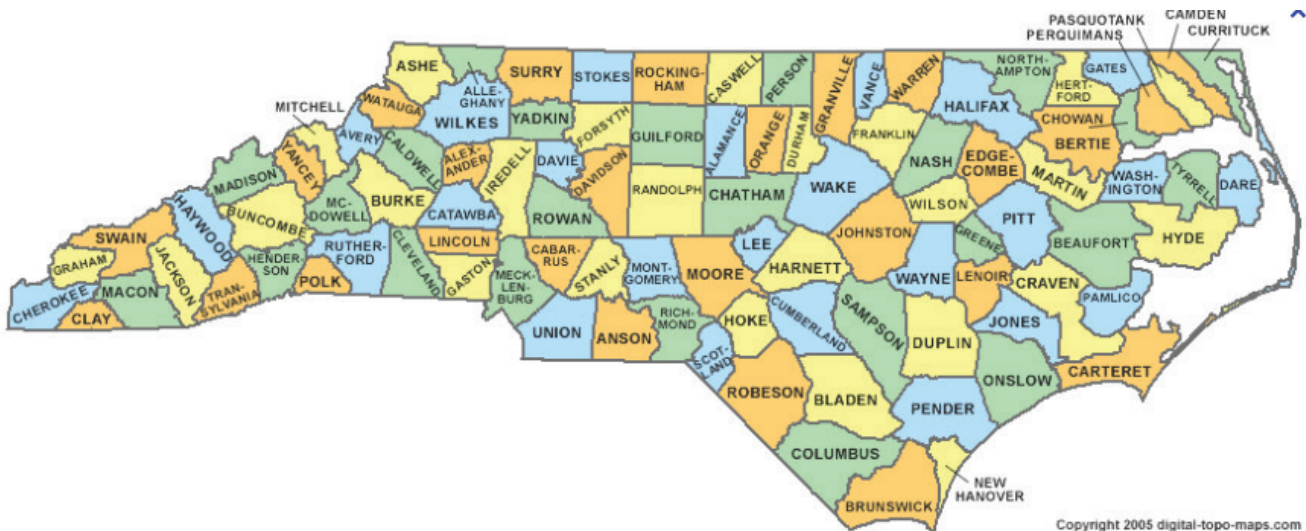 CAMDEN
PASQUOTANK
PERQUIMANS
CURRITUCK
ASHE
ALLE-
GHANY
SURRY
STOKES
ROCKING-
HAM
CASWELL
PERSON
GRANVILLE
VANCE
WARREN
NORTH-
AMPTON
GATES
HERT-
FORD
HALIFAX
WATAUGA
WILKES
YADKIN
FORSYTH
GUILFORD
ALAMANCE
ORANGE
DURHAM
FRANKLIN
CHOWAN
BERTIE
MITCHELL
AVERY
CALDWELL
ALEX-
ANDER
IREDELL
DAVIE
DAVIDSON
RANDOLPH
CHATHAM
WAKE
NASH
EDGE-
COMBE
MARTIN
WASH-
INGTON
TYRRELL
DARE
MADISON
YANCEY
MC-
DOWELL
BURKE
CATAWBA
ROWAN
WILSON
PITT
HAYWOOD
BUNCOMBE
RUTHER-
FORD
CLEVELAND
LINCOLN
CABAR-
RUS
STANLY
MONT-
GOMERY
MOORE
LEE
HARNETT
JOHNSTON
WAYNE
GREENE
BEAUFORT
HYDE
SWAIN
GRAHAM
JACKSON
HENDER-
SON
POLK
GASTON
MECK-
LEN-
BURG
LENOIR
CRAVEN
PAMLICO
CHEROKEE
MACON
CLAY
TRAN-
SYLVANIA
UNION
ANSON
RICH-
MOND
SCOT-
LAND
HOKE
CUMBERLAND
SAMPSON
DUPLIN
JONES
CARTERET
ROBESON
BLADEN
PENDER
ONSLOW
COLUMBUS
BRUNSWICK
NEW
HANOVER
Copyright 2005 digital-topo-maps.com